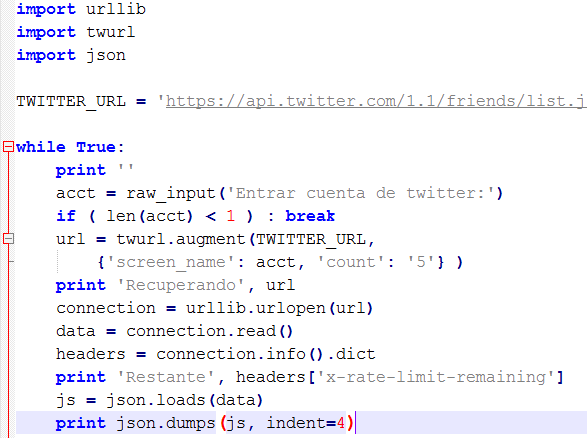 import urllib
import twurl
import json
TWITTER_URL = 'https://api.twitter.com/1.1/friends/list.j
while True:
    print ''
    acct = raw_input('Entrar cuenta de twitter:')
    if ( len(acct) < 1 ) : break
    url = twurl.augment(TWITTER_URL,
        {'screen_name': acct, 'count': '5'} )
    print 'Recuperando', url
    connection = urllib.urlopen(url)
    data = connection.read()
    headers = connection.info().dict
    print 'Restante', headers['x-rate-limit-remaining']
    js = json.loads(data)
    print json.dumps(js, indent=4)